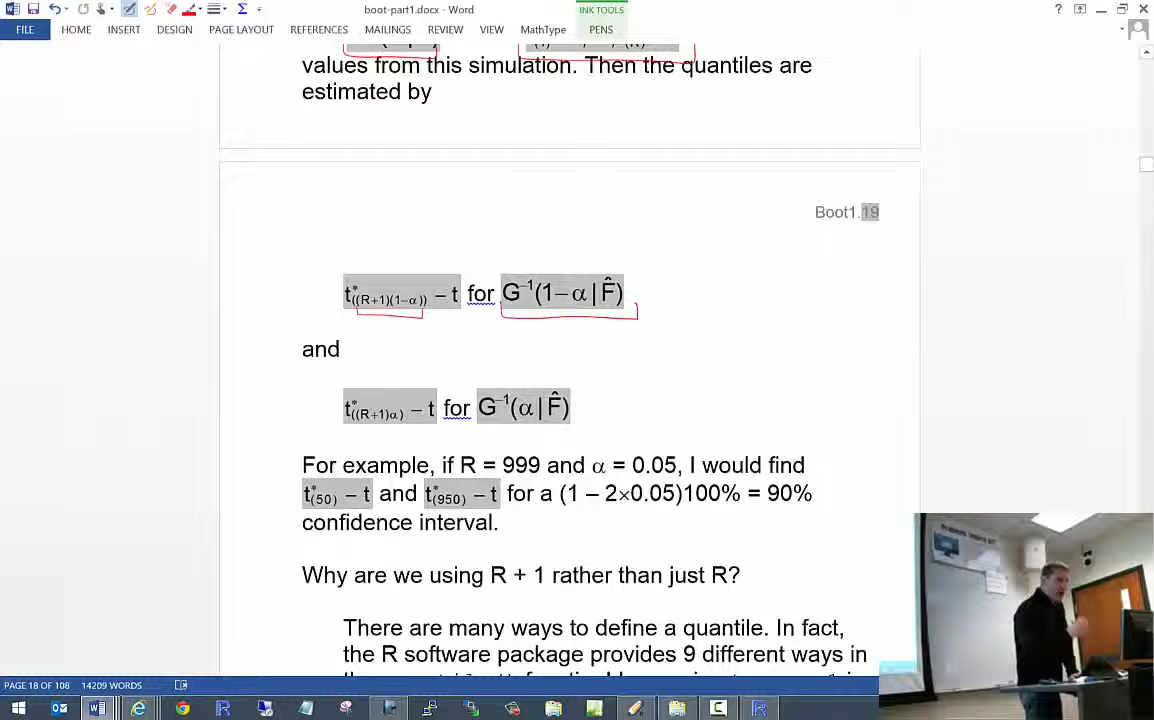 boot-part1.docx - Word
INK TOOLS
FILE HOME INSERT DESIGN PAGE LAYOUT REFERENCES MAILINGS REVIEW VIEW MathType PENS
values from this simulation. Then the quantiles are
estimated by
Boot1.19
t*((R+1)(1−α)) − t for G⁻¹(1−α | F̂)
and
t*((R+1)α) − t for G⁻¹(α | F̂)
For example, if R = 999 and α = 0.05, I would find
t*(50) − t and t*(950) − t for a (1 – 2×0.05)100% = 90%
confidence interval.
Why are we using R + 1 rather than just R?
There are many ways to define a quantile. In fact,
the R software package provides 9 different ways in
PAGE 18 OF 108 14209 WORDS